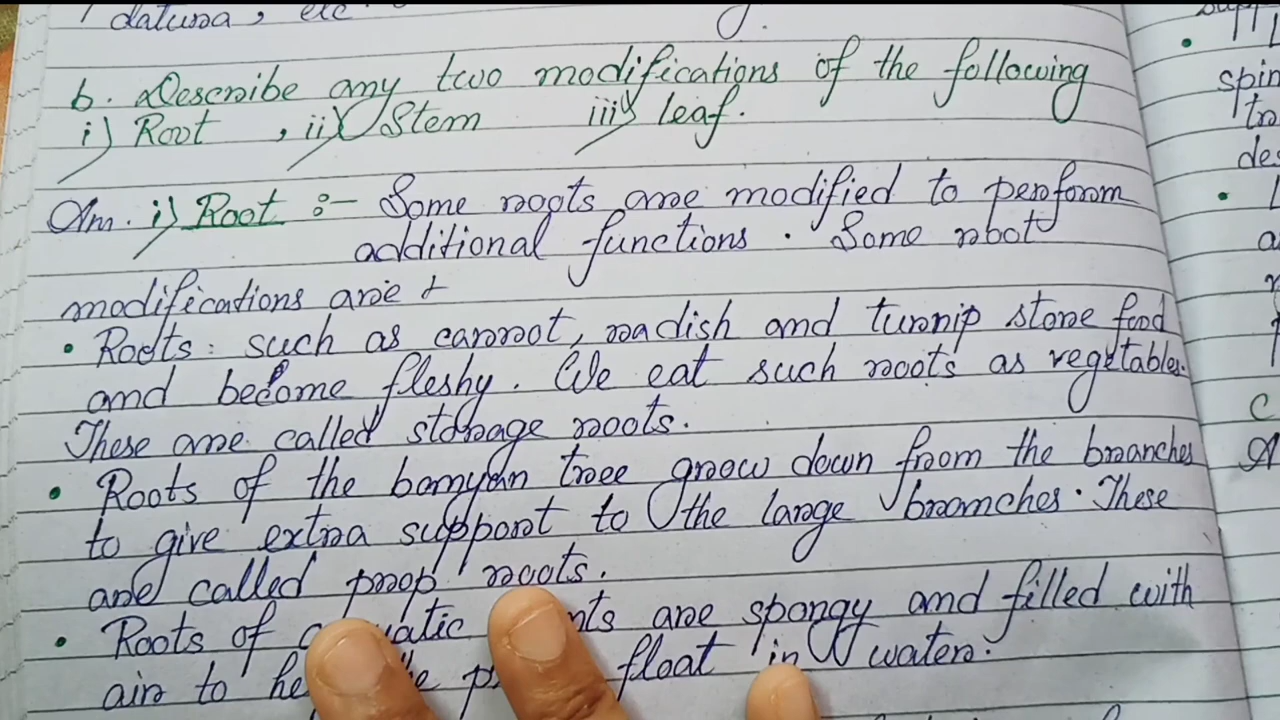 datura, etc.
b. Describe any two modifications of the following
i) Root , ii) Stem iii) leaf.
Ans. i) Root :- Some roots are modified to perform
additional functions. Some root
modifications are
• Roots such as carrot, radish and turnip store food
and become fleshy. We eat such roots as vegetables.
These are called storage roots.
• Roots of the banyan tree grow down from the branches
to give extra support to the large branches. These
are called prop roots.
• Roots of are spongy and filled with
air to float in water.
spin
des